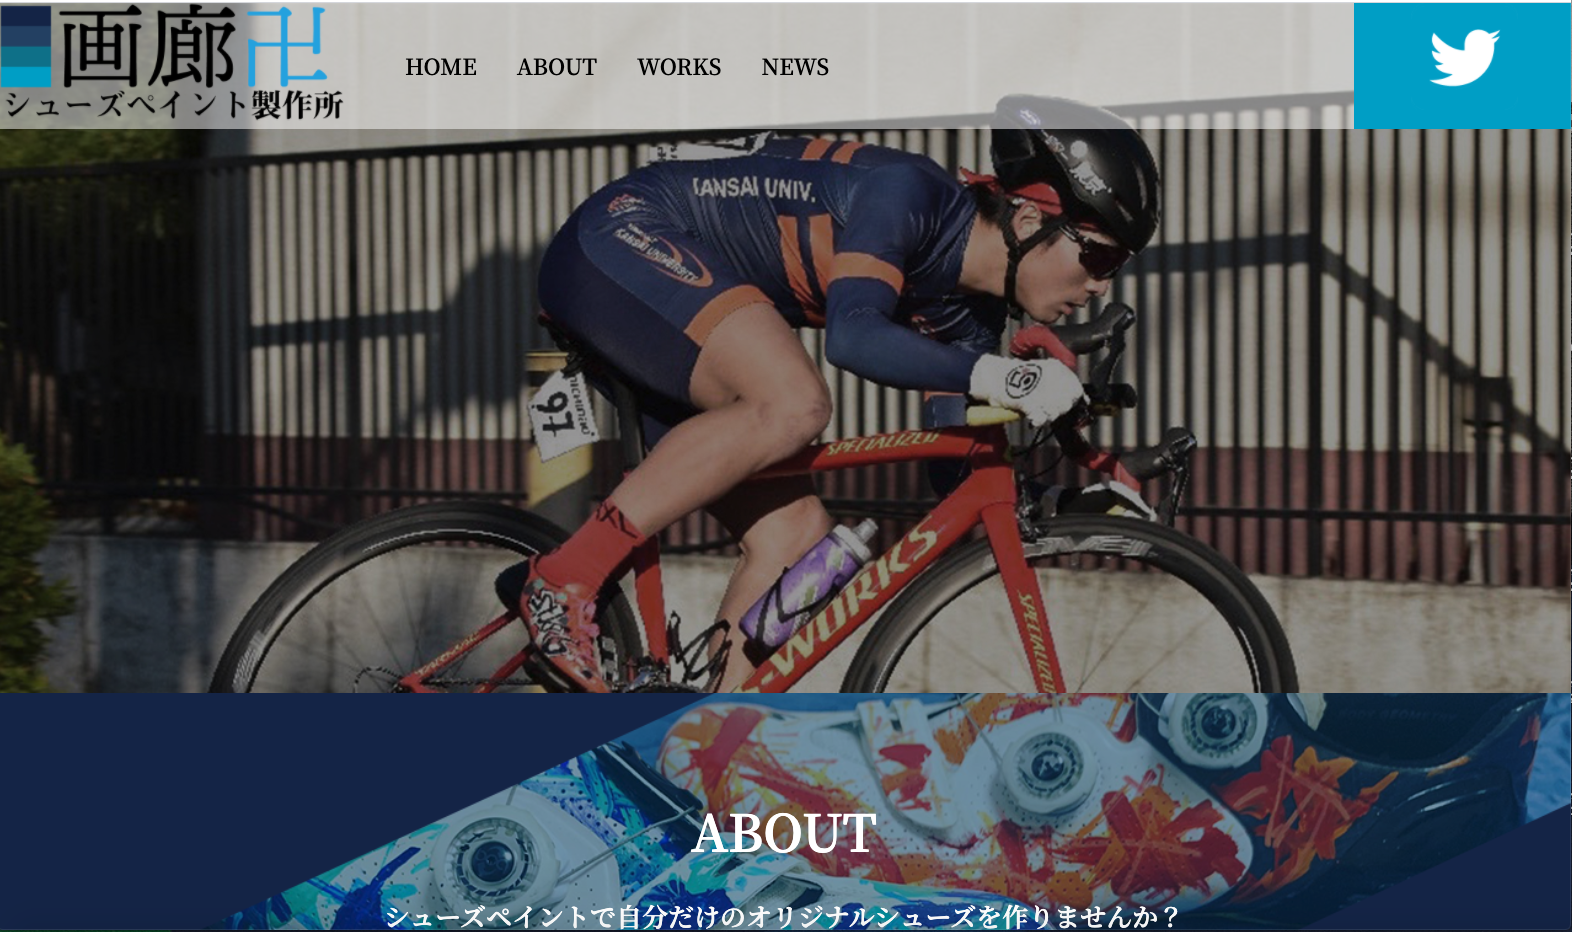 画廊卍
シューズペイント製作所
HOME ABOUT WORKS NEWS
KANSAI UNIV.
KANSAI UNIVERSITY
97
SPECIALIZED
WORKS
ABOUT
シューズペイントで自分だけのオリジナルシューズを作りませんか？